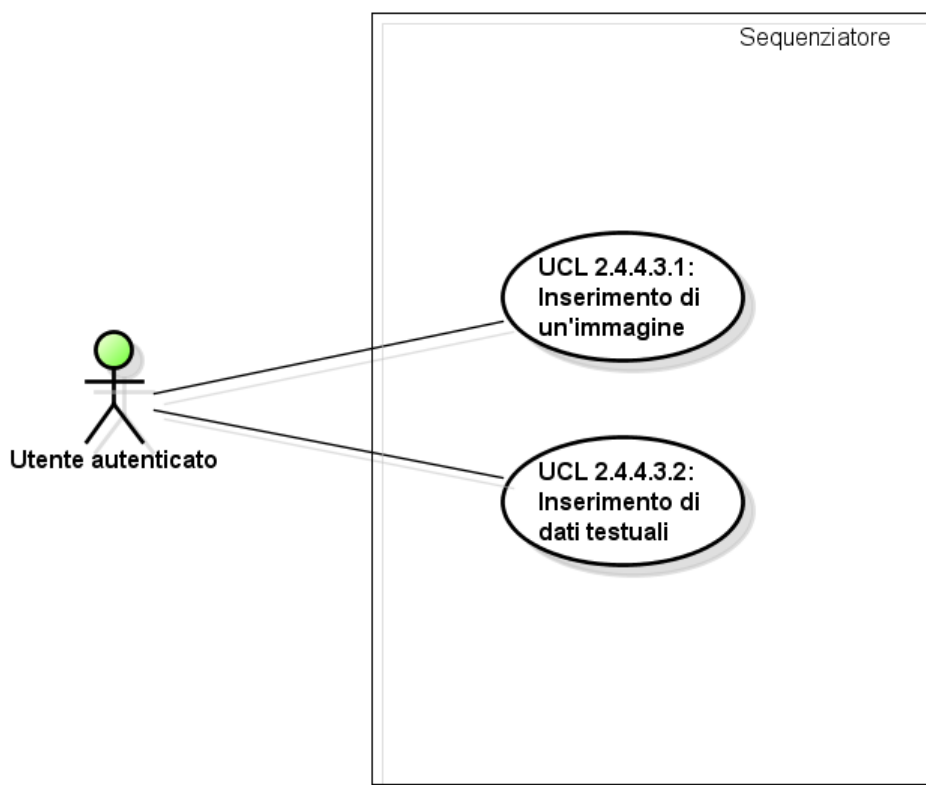 Sequenziatore
UCL 2.4.4.3.1:
Inserimento di
un'immagine
Utente autenticato
UCL 2.4.4.3.2:
Inserimento di
dati testuali